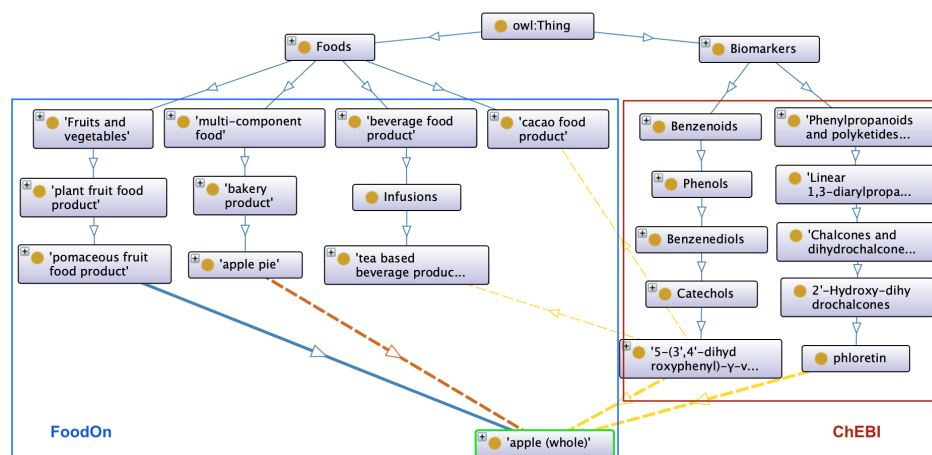 owl:Thing
Foods
Biomarkers
'Fruits and
vegetables'
'multi-component
food'
'beverage food
product'
'cacao food
product'
Benzenoids
'Phenylpropanoids
and polyketides...
'plant fruit food
product'
'bakery
product'
Infusions
Phenols
'Linear
1,3-diarylpropa...
'pomaceous fruit
food product'
'apple pie'
'tea based
beverage produc...
Benzenediols
'Chalcones and
dihydrochalcone...
Catechols
2'-Hydroxy-dihy
drochalcones
'5-(3',4'-dihyd
roxyphenyl)-γ-v...
phloretin
FoodOn
'apple (whole)'
ChEBI